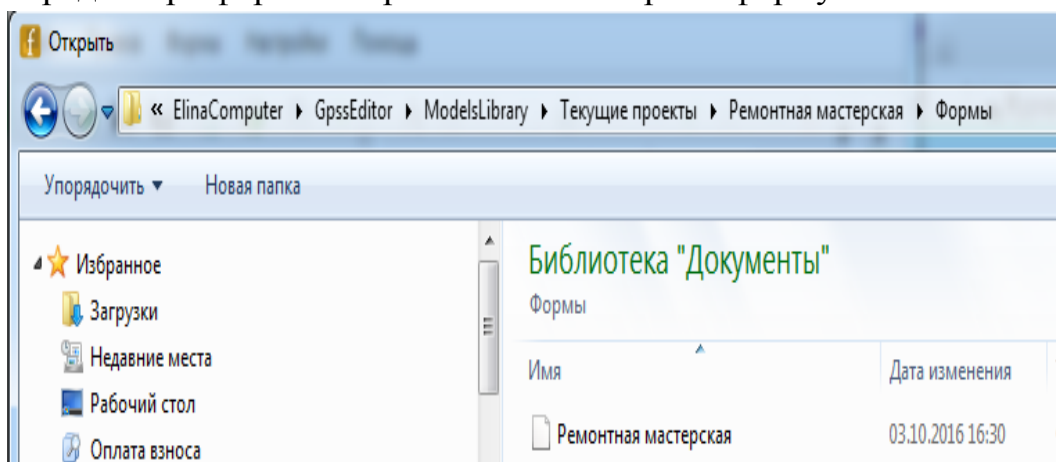 Открыть
« ElinaComputer ▸ GpssEditor ▸ ModelsLibrary ▸ Текущие проекты ▸ Ремонтная мастерская ▸ Формы
Упорядочить ▼ Новая папка
Избранное
Загрузки
Недавние места
Рабочий стол
Оплата взноса
Библиотека "Документы"
Формы
Имя Дата изменения
Ремонтная мастерская 03.10.2016 16:30